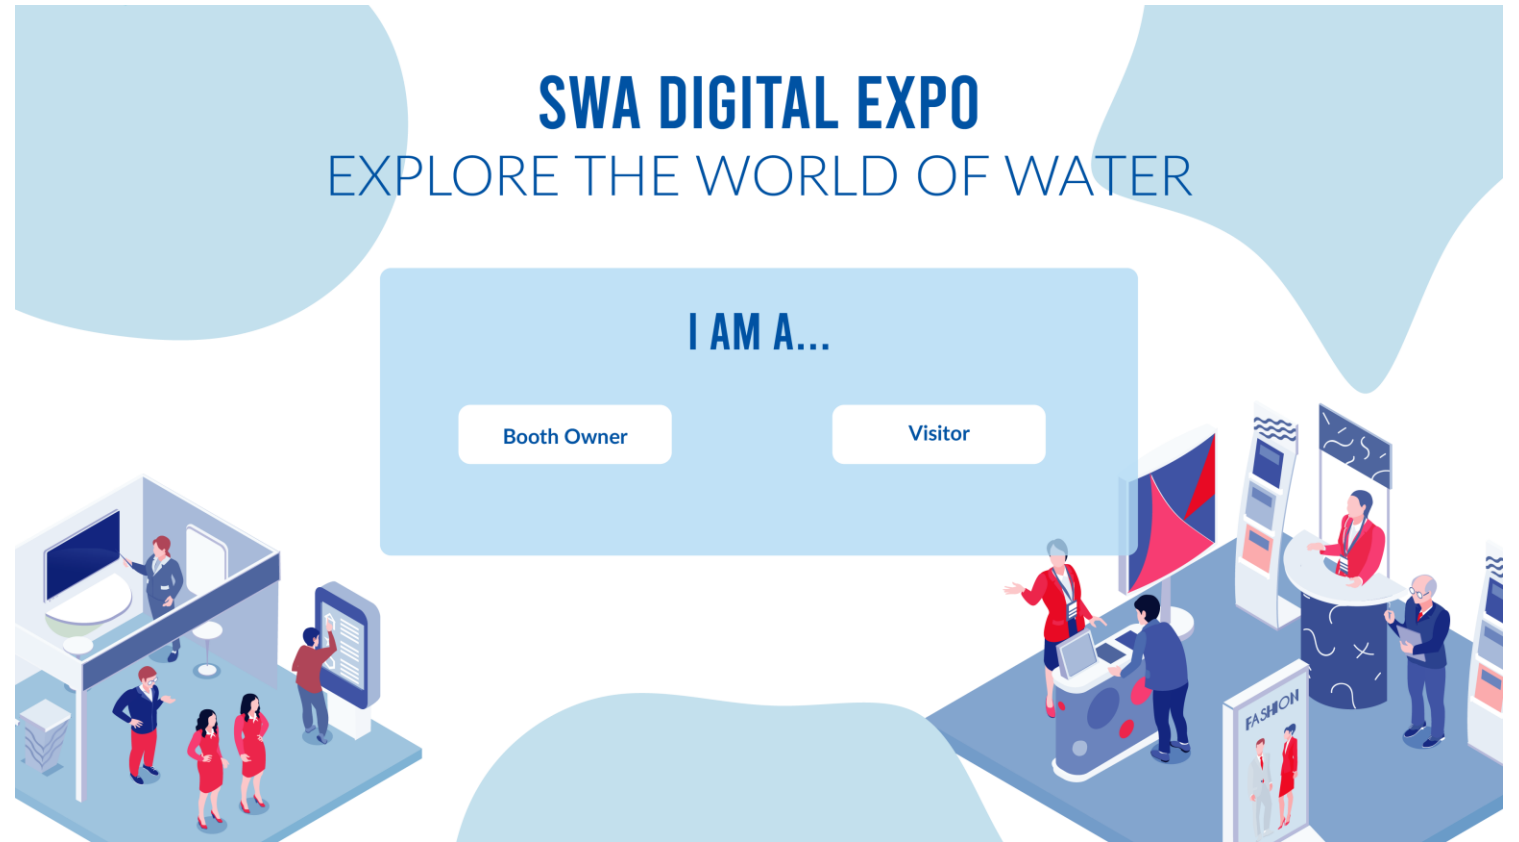 SWA DIGITAL EXPO
EXPLORE THE WORLD OF WATER
I AM A...
Booth Owner
Visitor
FASHION